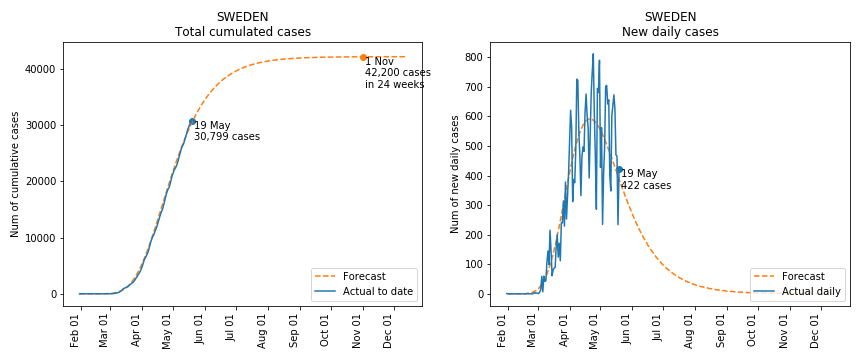 SWEDEN
Total cumulated cases
Num of cumulative cases
40000
30000
20000
10000
0
1 Nov
42,200 cases
in 24 weeks
19 May
30,799 cases
Forecast
Actual to date
Feb 01
Mar 01
Apr 01
May 01
Jun 01
Jul 01
Aug 01
Sep 01
Oct 01
Nov 01
Dec 01
SWEDEN
New daily cases
Num of new daily cases
800
700
600
500
400
300
200
100
0
19 May
422 cases
Forecast
Actual daily
Feb 01
Mar 01
Apr 01
May 01
Jun 01
Jul 01
Aug 01
Sep 01
Oct 01
Nov 01
Dec 01